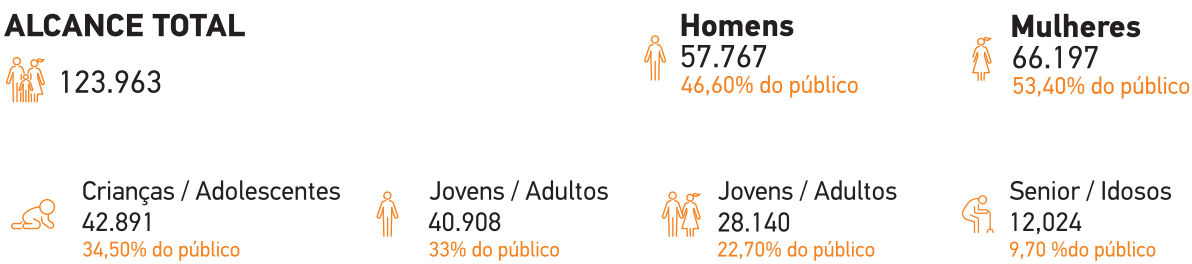 ALCANCE TOTAL
123.963
Homens
57.767
46,60% do público
Mulheres
66.197
53,40% do público
Crianças / Adolescentes
42.891
34,50% do público
Jovens / Adultos
40.908
33% do público
Jovens / Adultos
28.140
22,70% do público
Senior / Idosos
12,024
9,70 %do público